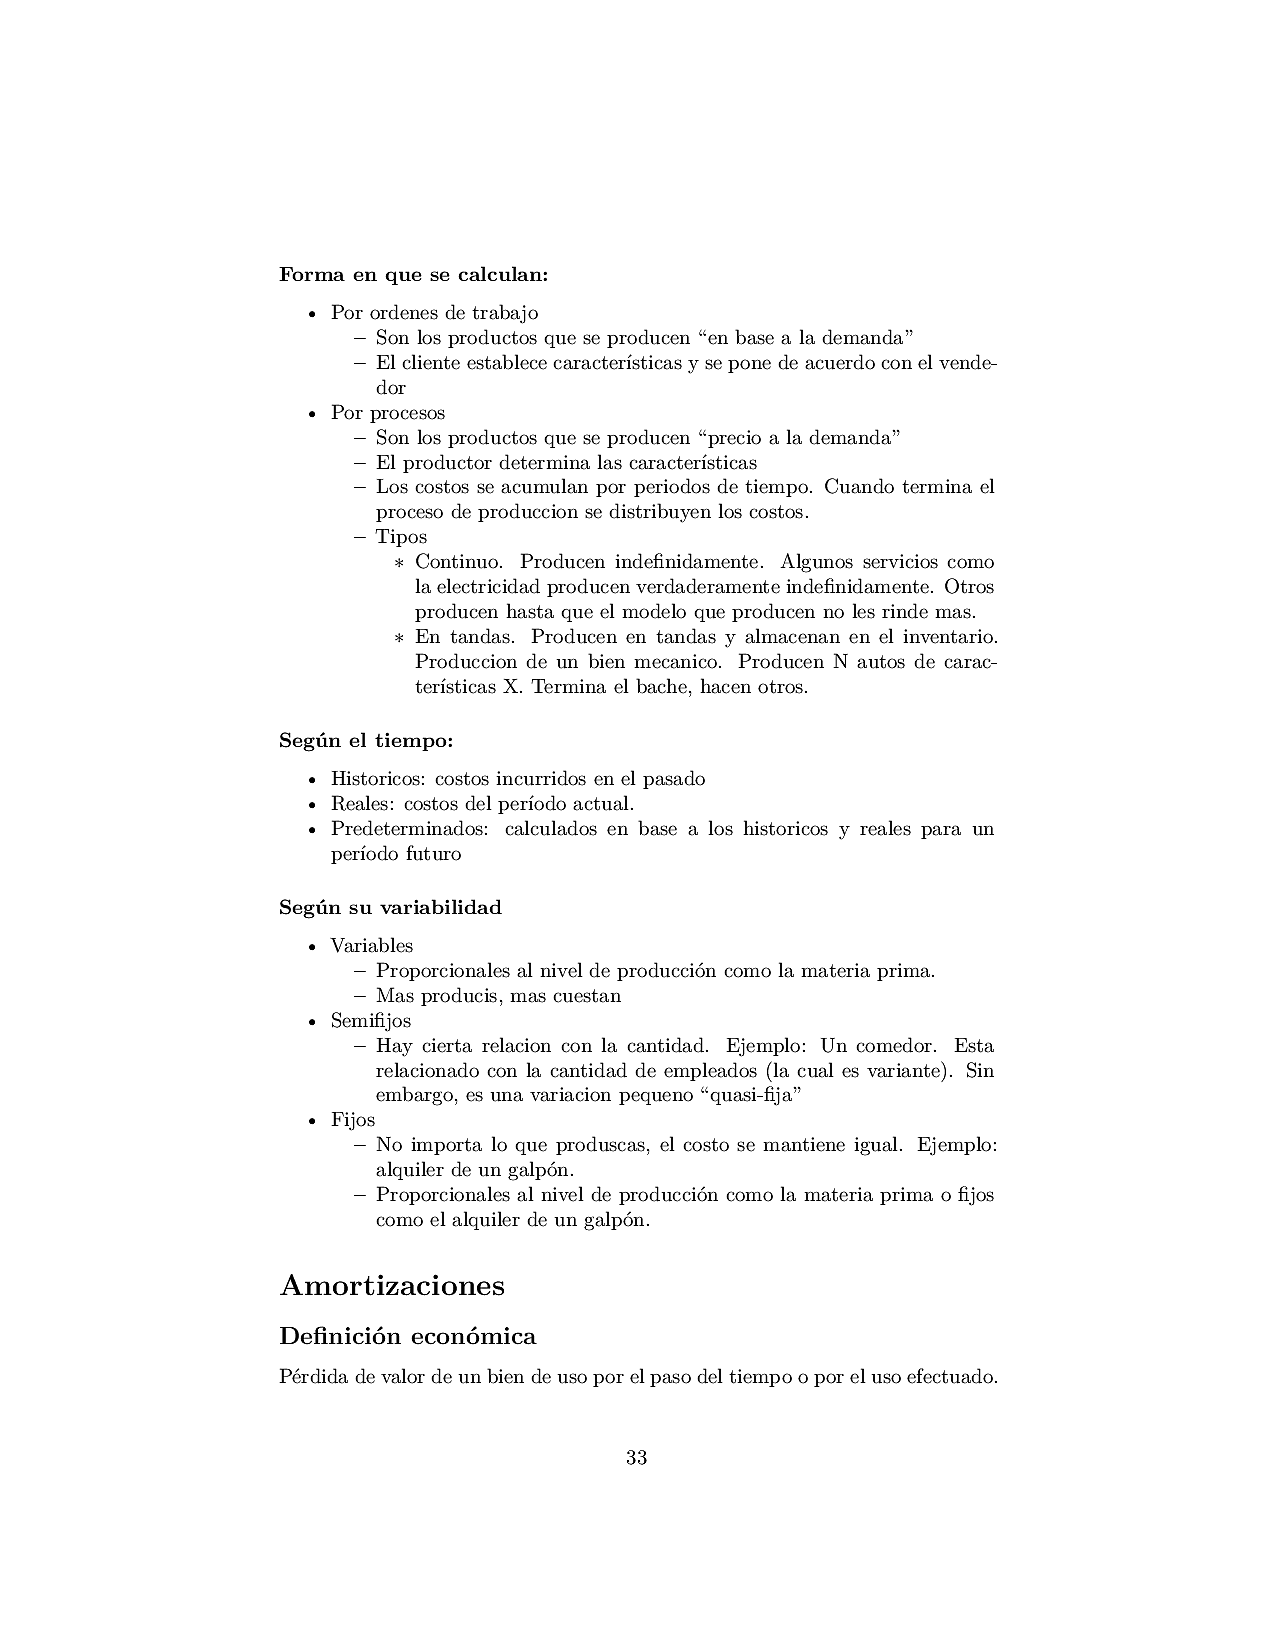 Forma en que se calculan:
• Por ordenes de trabajo
– Son los productos que se producen “en base a la demanda”
– El cliente establece características y se pone de acuerdo con el vende-
dor
• Por procesos
– Son los productos que se producen “precio a la demanda”
– El productor determina las características
– Los costos se acumulan por periodos de tiempo. Cuando termina el
proceso de produccion se distribuyen los costos.
– Tipos
∗ Continuo. Producen indefinidamente. Algunos servicios como
la electricidad producen verdaderamente indefinidamente. Otros
producen hasta que el modelo que producen no les rinde mas.
∗ En tandas. Producen en tandas y almacenan en el inventario.
Produccion de un bien mecanico. Producen N autos de carac-
terísticas X. Termina el bache, hacen otros.
Según el tiempo:
• Historicos: costos incurridos en el pasado
• Reales: costos del período actual.
• Predeterminados: calculados en base a los historicos y reales para un
período futuro
Según su variabilidad
• Variables
– Proporcionales al nivel de producción como la materia prima.
– Mas producis, mas cuestan
• Semifijos
– Hay cierta relacion con la cantidad. Ejemplo: Un comedor. Esta
relacionado con la cantidad de empleados (la cual es variante). Sin
embargo, es una variacion pequeno “quasi-fija”
• Fijos
– No importa lo que produscas, el costo se mantiene igual. Ejemplo:
alquiler de un galpón.
– Proporcionales al nivel de producción como la materia prima o fijos
como el alquiler de un galpón.
Amortizaciones
Definición económica
Pérdida de valor de un bien de uso por el paso del tiempo o por el uso efectuado.
33